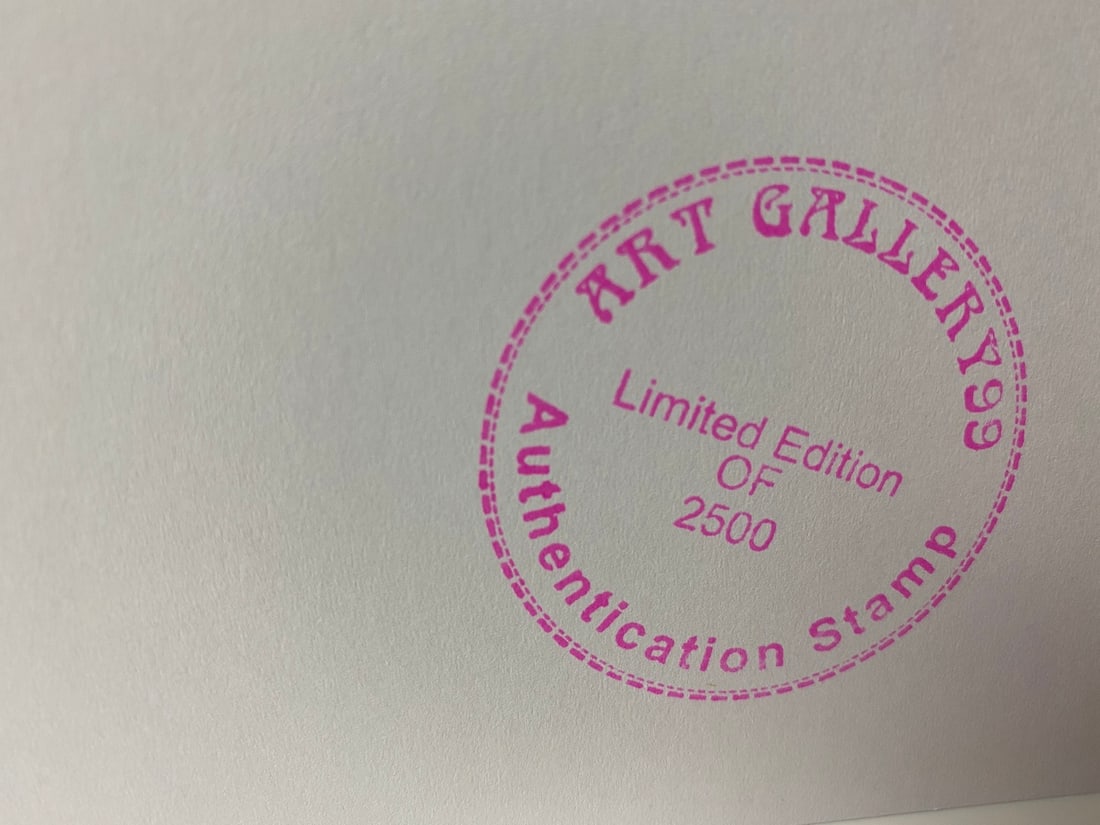 ART GALLERY99
Limited Edition
OF
2500
Authentication Stamp